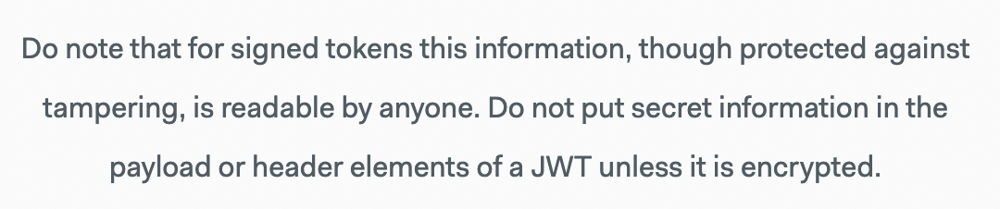 Do note that for signed tokens this information, though protected against
tampering, is readable by anyone. Do not put secret information in the
payload or header elements of a JWT unless it is encrypted.